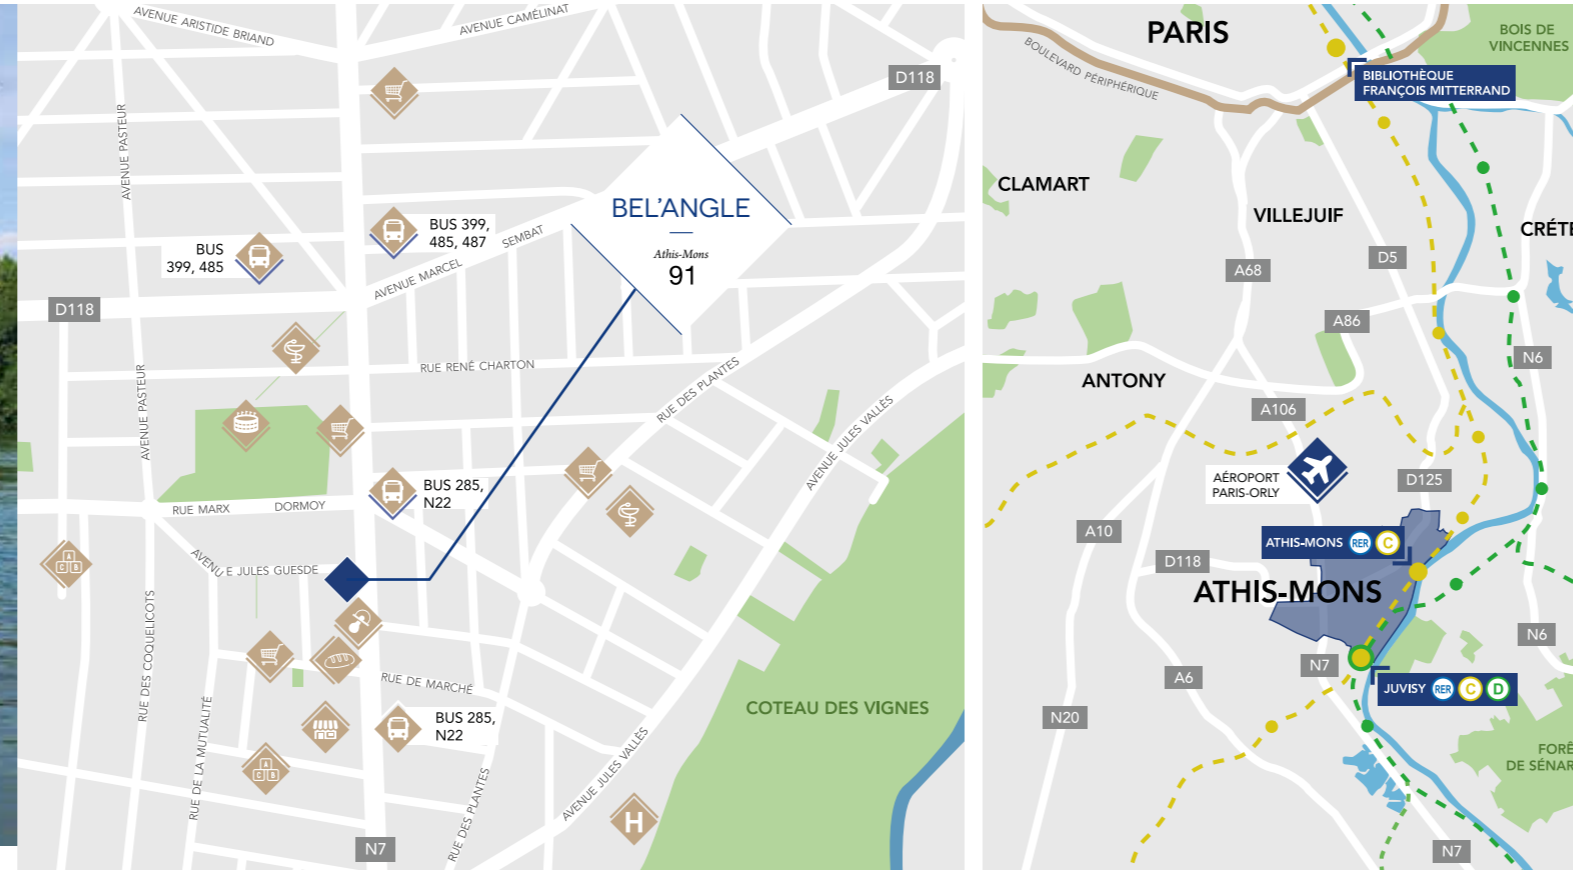 AVENUE ARISTIDE BRIAND
AVENUE CAMÉLINAT
D118
AVENUE PASTEUR
BEL'ANGLE
Athis-Mons
91
BUS 399,
485, 487
BUS
399, 485
SEMBAT
AVENUE MARCEL
D118
RUE RENÉ CHARTON
AVENUE PASTEUR
RUE DES PLANTES
AVENUE JULES VALLÈS
BUS 285,
N22
RUE MARX DORMOY
AVENUE JULES GUESDE
A
C B
RUE DES COQUELICOTS
RUE DE MARCHÉ
BUS 285,
N22
COTEAU DES VIGNES
RUE DE LA MUTUALITÉ
A
C B
AVENUE JULES VALLÈS
RUE DES PLANTES
H
N7
PARIS
BOIS DE
VINCENNES
BOULEVARD PÉRIPHÉRIQUE
BIBLIOTHÈQUE
FRANÇOIS MITTERRAND
CLAMART
VILLEJUIF
CRÉTE
D5
A68
A86
N6
ANTONY
A106
AÉROPORT
PARIS-ORLY
D125
A10
ATHIS-MONS RER C
D118
ATHIS-MONS
N6
N7
A6
JUVISY RER C D
N20
FORÊ
DE SÉNAR
N7